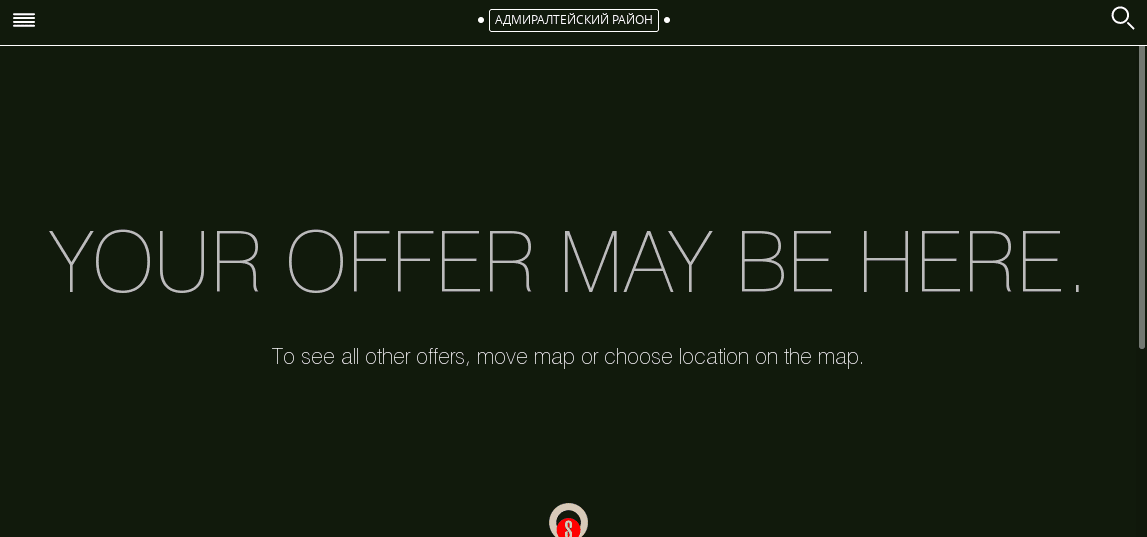 АДМИРАЛТЕЙСКИЙ РАЙОН
YOUR OFFER MAY BE HERE.
To see all other offers, move map or choose location on the map.